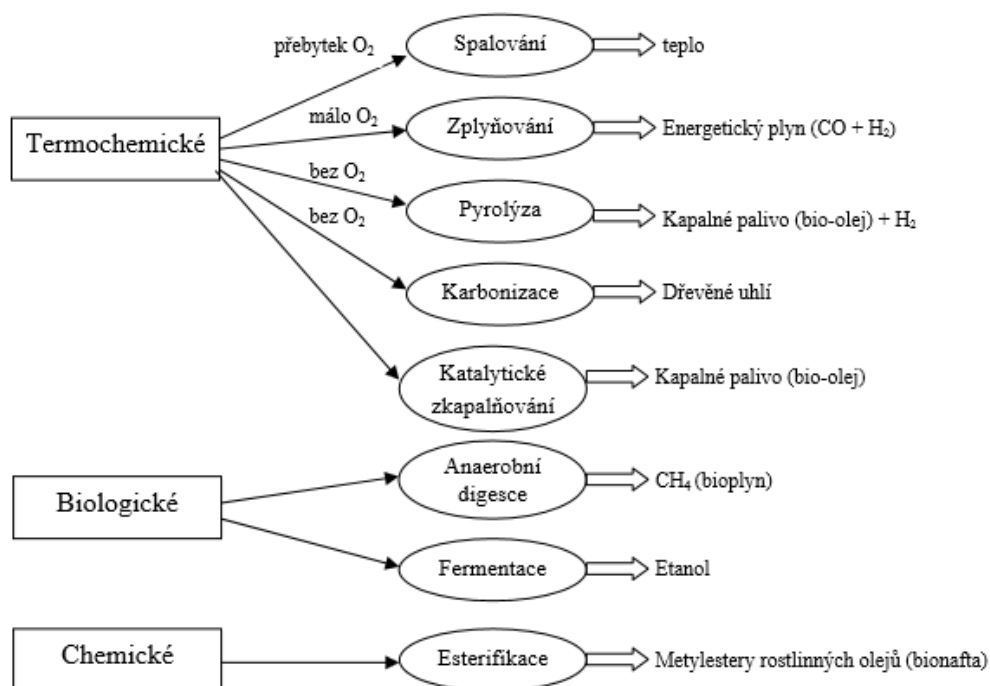 přebytek O₂
Spalování
teplo
málo O₂
Zplyňování
Energetický plyn (CO + H₂)
Termochemické
bez O₂
Pyrolýza
Kapalné palivo (bio-olej) + H₂
bez O₂
Karbonizace
Dřevěné uhlí
Katalytické
zkapalňování
Kapalné palivo (bio-olej)
Biologické
Anaerobní
digesce
CH₄ (bioplyn)
Fermentace
Etanol
Chemické
Esterifikace
Metylestery rostlinných olejů (bionafta)